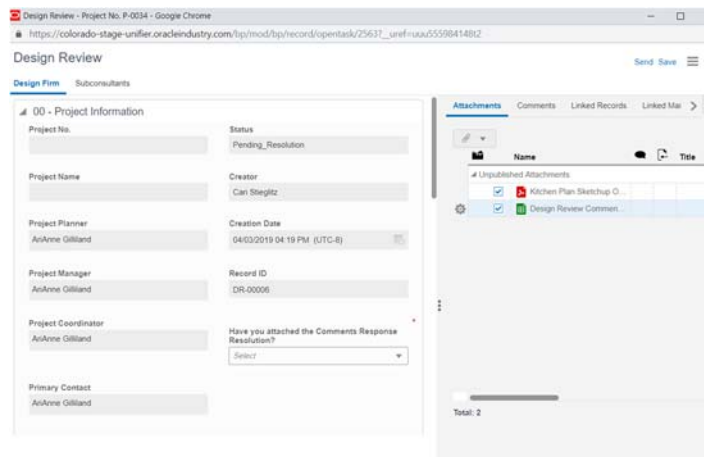 Design Review - Project No. P-0034 - Google Chrome
https://colorado-stage-unifier.oracleindustry.com/bp/mod/bp/record/opentask/25637?_uref=uuu555984148t2
Design Review
Send Save
Design Firm Subconsultants
00 - Project Information
Project No.
Status
Pending_Resolution
Project Name
Creator
Cari Stieglitz
Project Planner
AriAnne Gilliland
Creation Date
04/03/2019 04:19 PM (UTC-8)
Project Manager
AriAnne Gilliland
Record ID
DR-00006
Project Coordinator
AriAnne Gilliland
Have you attached the Comments Response
Resolution?
*
Select
Primary Contact
AriAnne Gilliland
Attachments Comments Linked Records Linked Mai
Name Title
Unpublished Attachments
Kitchen Plan Sketchup O...
Design Review Commen...
Total: 2